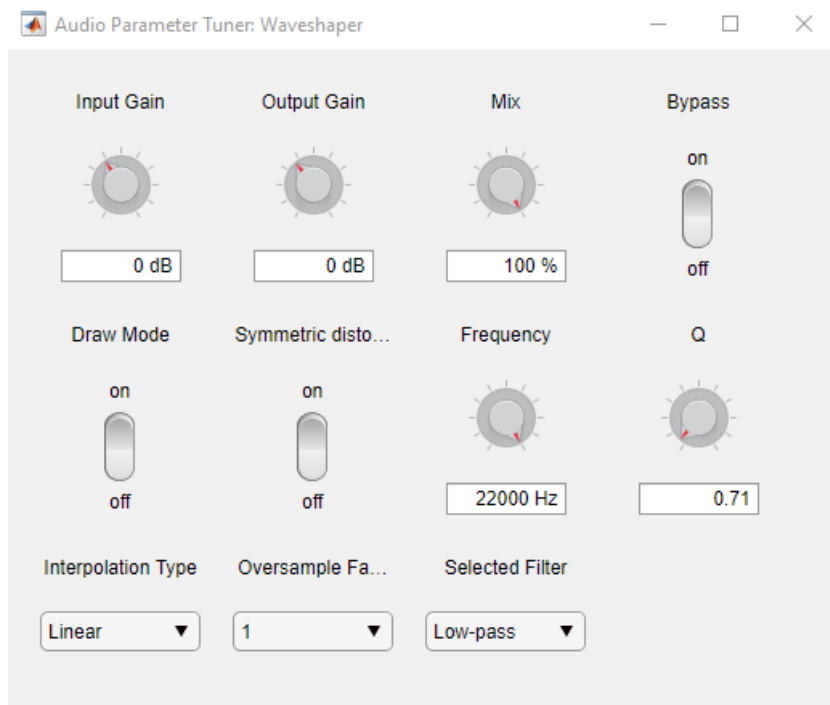 Audio Parameter Tuner: Waveshaper
Input Gain
Output Gain
Mix
Bypass
on
off
0 dB
0 dB
100 %
Draw Mode
Symmetric disto...
Frequency
Q
on
off
on
off
22000 Hz
0.71
Interpolation Type
Oversample Fa...
Selected Filter
Linear
1
Low-pass